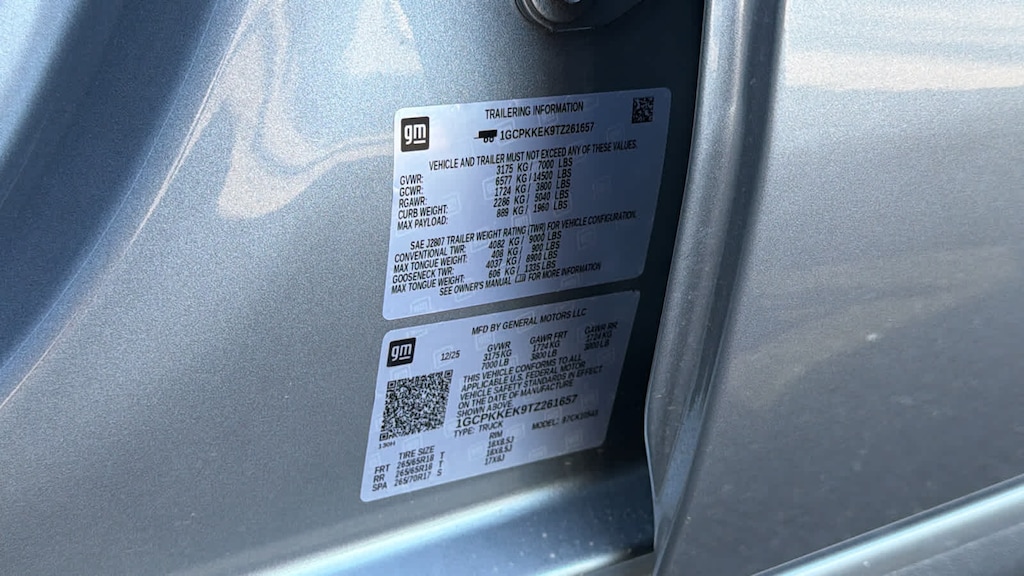 TRAILERING INFORMATION
gm
1GCPKKEK9TZ261657
VEHICLE AND TRAILER MUST NOT EXCEED ANY OF THESE VALUES.
GVWR: 3175 KG / 7000 LBS
GCWR: 6577 KG / 14500 LBS
RGAWR: 1724 KG / 3800 LBS
CURB WEIGHT: 2286 KG / 5040 LBS
MAX PAYLOAD: 889 KG / 1960 LBS
SAE J2807 TRAILER WEIGHT RATING (TWR) FOR VEHICLE CONFIGURATION.
CONVENTIONAL TWR: 4082 KG / 9000 LBS
MAX TONGUE WEIGHT: 408 KG / 900 LBS
GOOSENECK TWR: 4037 KG / 8900 LBS
MAX TONGUE WEIGHT: 606 KG / 1335 LBS
SEE OWNER'S MANUAL FOR MORE INFORMATION
MFD BY GENERAL MOTORS LLC
gm
12/25
GVWR GAWR FRT GAWR RR
3175 KG 1724 KG 1724 KG
7000 LB 3800 LB 3800 LB
THIS VEHICLE CONFORMS TO ALL
APPLICABLE U.S. FEDERAL MOTOR
VEHICLE SAFETY STANDARDS IN EFFECT
ON THE DATE OF MANUFACTURE
SHOWN ABOVE.
1GCPKKEK9TZ261657
TYPE: TRUCK MODEL:
TIRE SIZE RIM
FRT 265/65R18 T 18X8.5J
RR 265/65R18 T 18X8.5J
SPA 265/70R17 S 17X8J